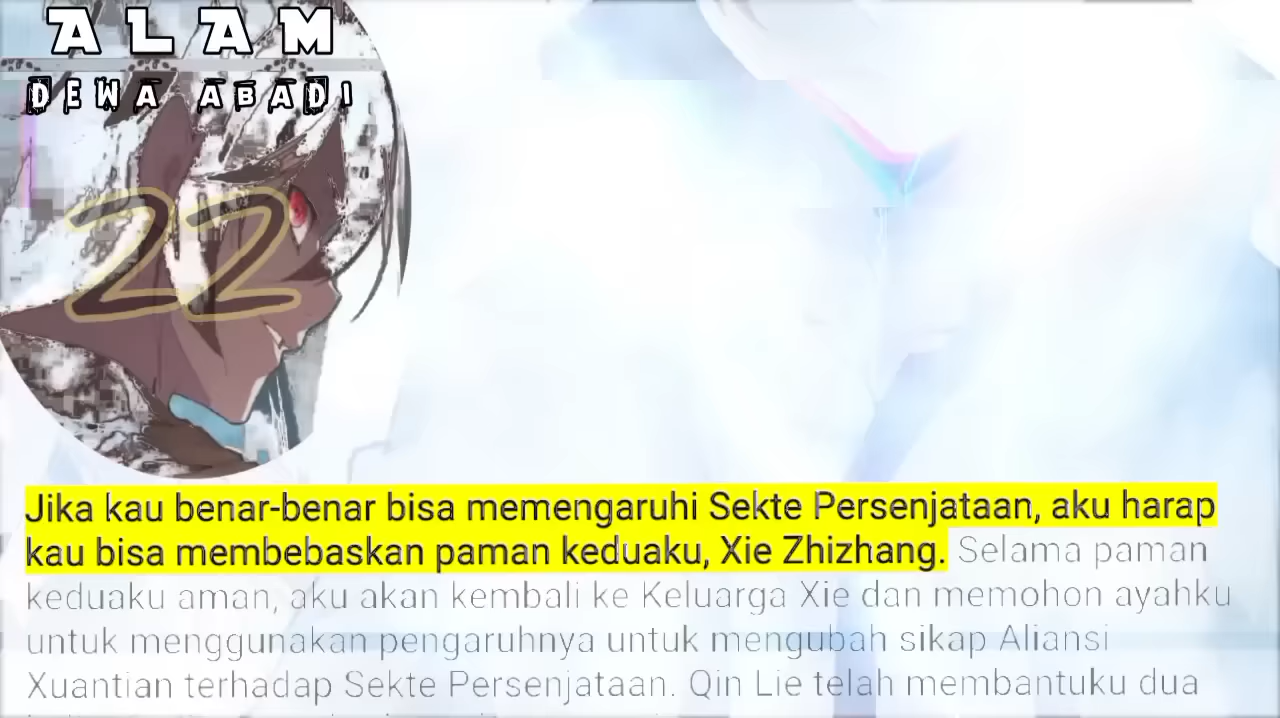 ALAM
DEWA ABADI
22
Jika kau benar-benar bisa memengaruhi Sekte Persenjataan, aku harap
kau bisa membebaskan paman keduaku, Xie Zhizhang. Selama paman
keduaku aman, aku akan kembali ke Keluarga Xie dan memohon ayahku
untuk menggunakan pengaruhnya untuk mengubah sikap Aliansi
Xuantian terhadap Sekte Persenjataan. Qin Lie telah membantuku dua